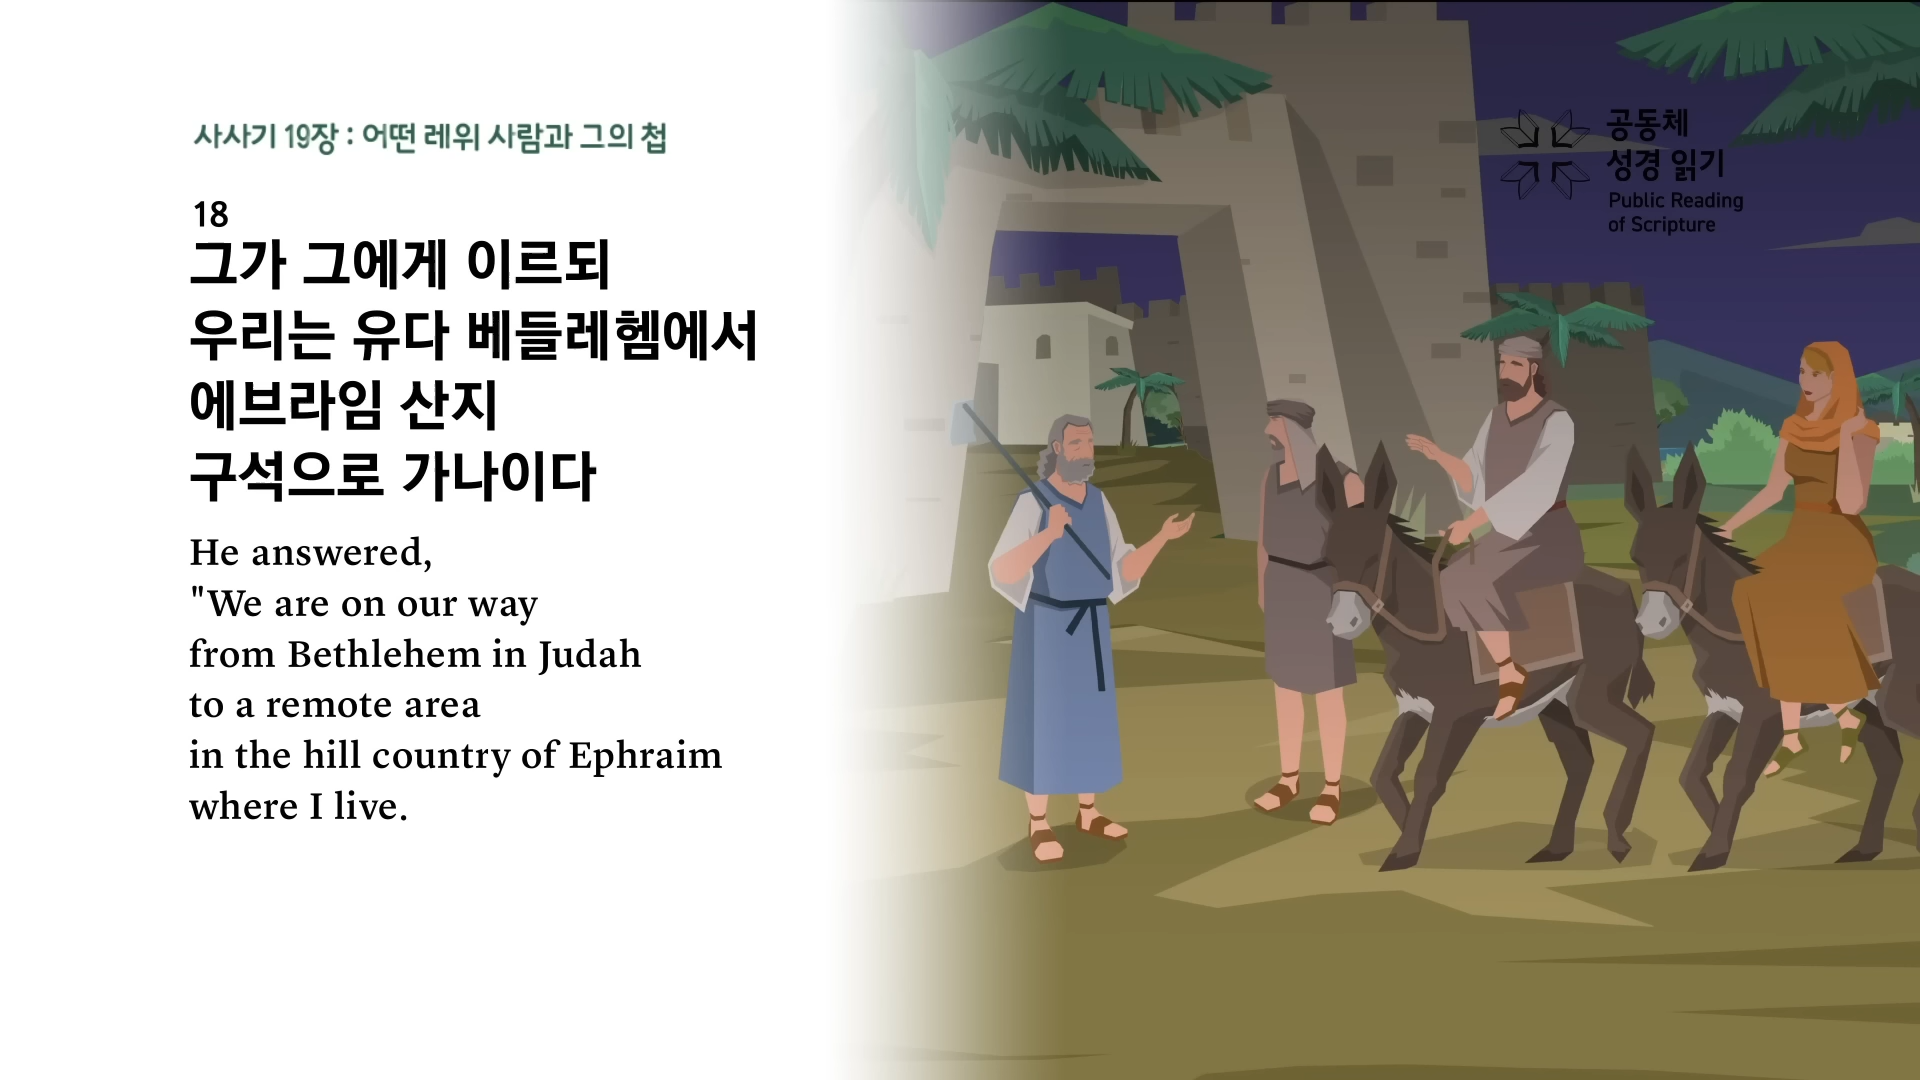 사사기 19장 : 어떤 레위 사람과 그의 첩
18
그가 그에게 이르되
우리는 유다 베들레헴에서
에브라임 산지
구석으로 가나이다
He answered,
"We are on our way
from Bethlehem in Judah
to a remote area
in the hill country of Ephraim
where I live.
공동체
성경 읽기
Public Reading
of Scripture